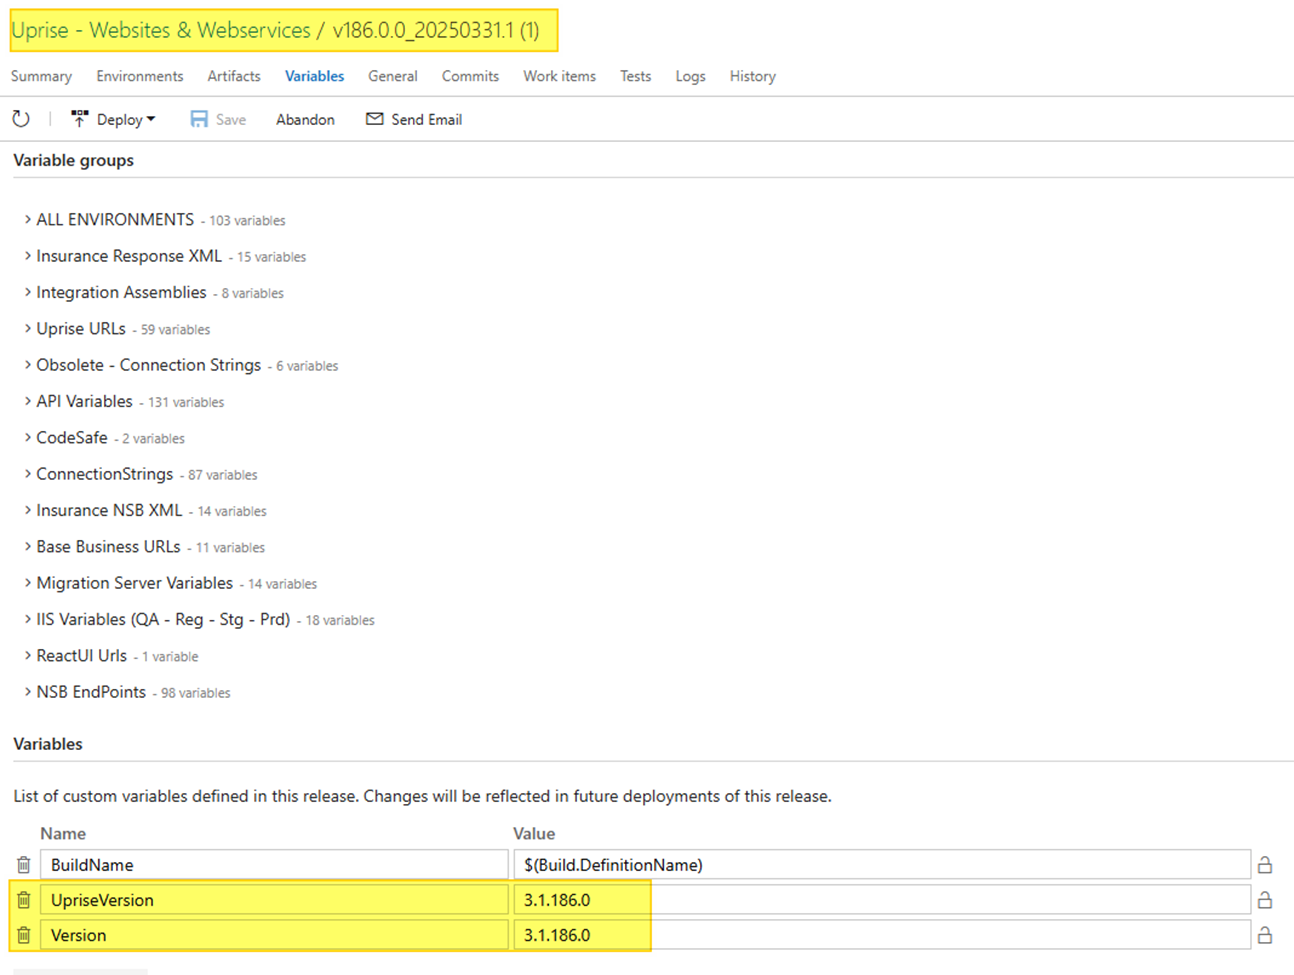 Uprise - Websites & Webservices / v186.0.0_20250331.1 (1)
Summary Environments Artifacts Variables General Commits Work items Tests Logs History
Deploy Save Abandon Send Email
Variable groups
ALL ENVIRONMENTS - 103 variables
Insurance Response XML - 15 variables
Integration Assemblies - 8 variables
Uprise URLs - 59 variables
Obsolete - Connection Strings - 6 variables
API Variables - 131 variables
CodeSafe - 2 variables
ConnectionStrings - 87 variables
Insurance NSB XML - 14 variables
Base Business URLs - 11 variables
Migration Server Variables - 14 variables
IIS Variables (QA - Reg - Stg - Prd) - 18 variables
ReactUI Urls - 1 variable
NSB EndPoints - 98 variables
Variables
List of custom variables defined in this release. Changes will be reflected in future deployments of this release.
Name Value
BuildName $(Build.DefinitionName)
UpriseVersion 3.1.186.0
Version 3.1.186.0